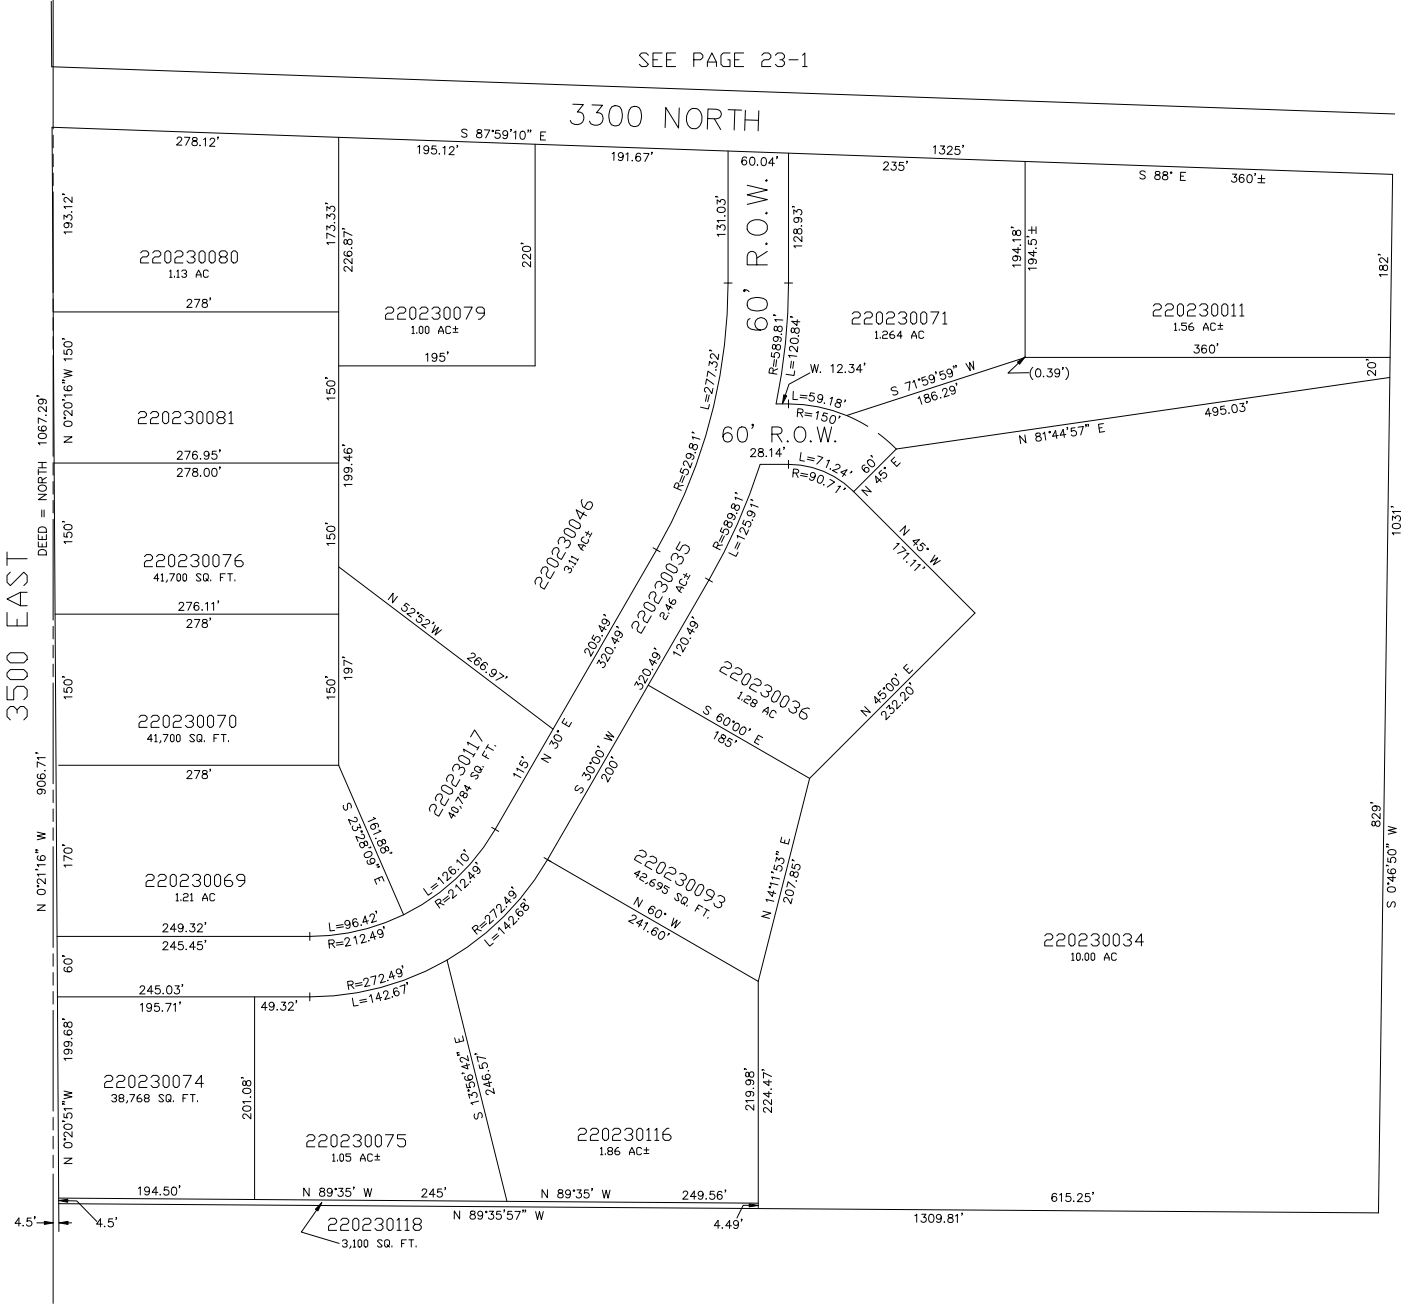 SEE PAGE 23-1
3300 NORTH
S 87°59'10" E
278.12'
195.12'
191.67'
60.04'
1325'
235'
S 88° E
360'±
193.12'
173.33'
226.87'
220'
131.03'
60' R.O.W.
128.93'
194.18'
194.5'±
182'
220230080
1.13 AC
278'
220230079
1.00 AC±
195'
220230071
1.264 AC
220230011
1.56 AC±
360'
20'
R=589.81'
L=120.84'
W. 12.34'
S 71°59'59" W
186.29'
(0.39')
L=59.18'
R=150'
60' R.O.W.
N 81°44'57" E
495.03'
DEED = NORTH 1067.29'
N 0°20'16"W 150'
150'
220230081
276.95'
278.00'
199.46'
L=277.32'
R=529.81'
28.14'
L=71.24'
R=90.71'
60'
N 45° E
150'
150'
220230076
41,700 SQ. FT.
276.11'
278'
220230046
3.11 AC±
220230035
2.46 AC±
R=589.81'
L=125.91'
N 45° W
171.11'
1031'
3500 EAST
N 52°52'W
266.97'
205.49'
320.49'
320.49'
120.49'
150'
150'
197'
220230070
41,700 SQ. FT.
278'
220230036
1.28 AC
S 60°00' E
185'
N 45°00' E
232.20'
N 0°21'16" W
906.71'
220230117
40,784 SQ. FT.
115'
N 30° E
S 30°00' W
200'
S 23°28'09" E
161.88'
170'
220230069
1.21 AC
249.32'
245.45'
L=96.42'
R=212.49'
L=126.10'
R=212.49'
R=272.49'
L=142.68'
220230093
42,695 SQ. FT.
N 60° W
241.60'
N 14°11'53" E
207.85'
829'
S 0°46'50" W
220230034
10.00 AC
60'
245.03'
195.71'
49.32'
R=272.49'
L=142.67'
199.68'
N 0°20'51"W
220230074
38,768 SQ. FT.
201.08'
S 13°56'42" E
246.57'
219.98'
224.47'
220230075
1.05 AC±
220230116
1.86 AC±
194.50'
N 89°35' W
245'
N 89°35' W
249.56'
615.25'
4.5'
4.5'
220230118
3,100 SQ. FT.
N 89°35'57" W
4.49'
1309.81'